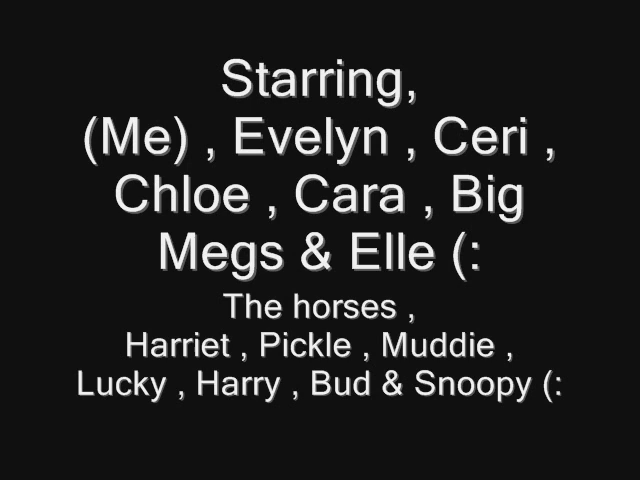 Starring,
(Me) , Evelyn , Ceri ,
Chloe , Cara , Big
Megs & Elle (:
The horses ,
Harriet , Pickle , Muddie ,
Lucky , Harry , Bud & Snoopy (: